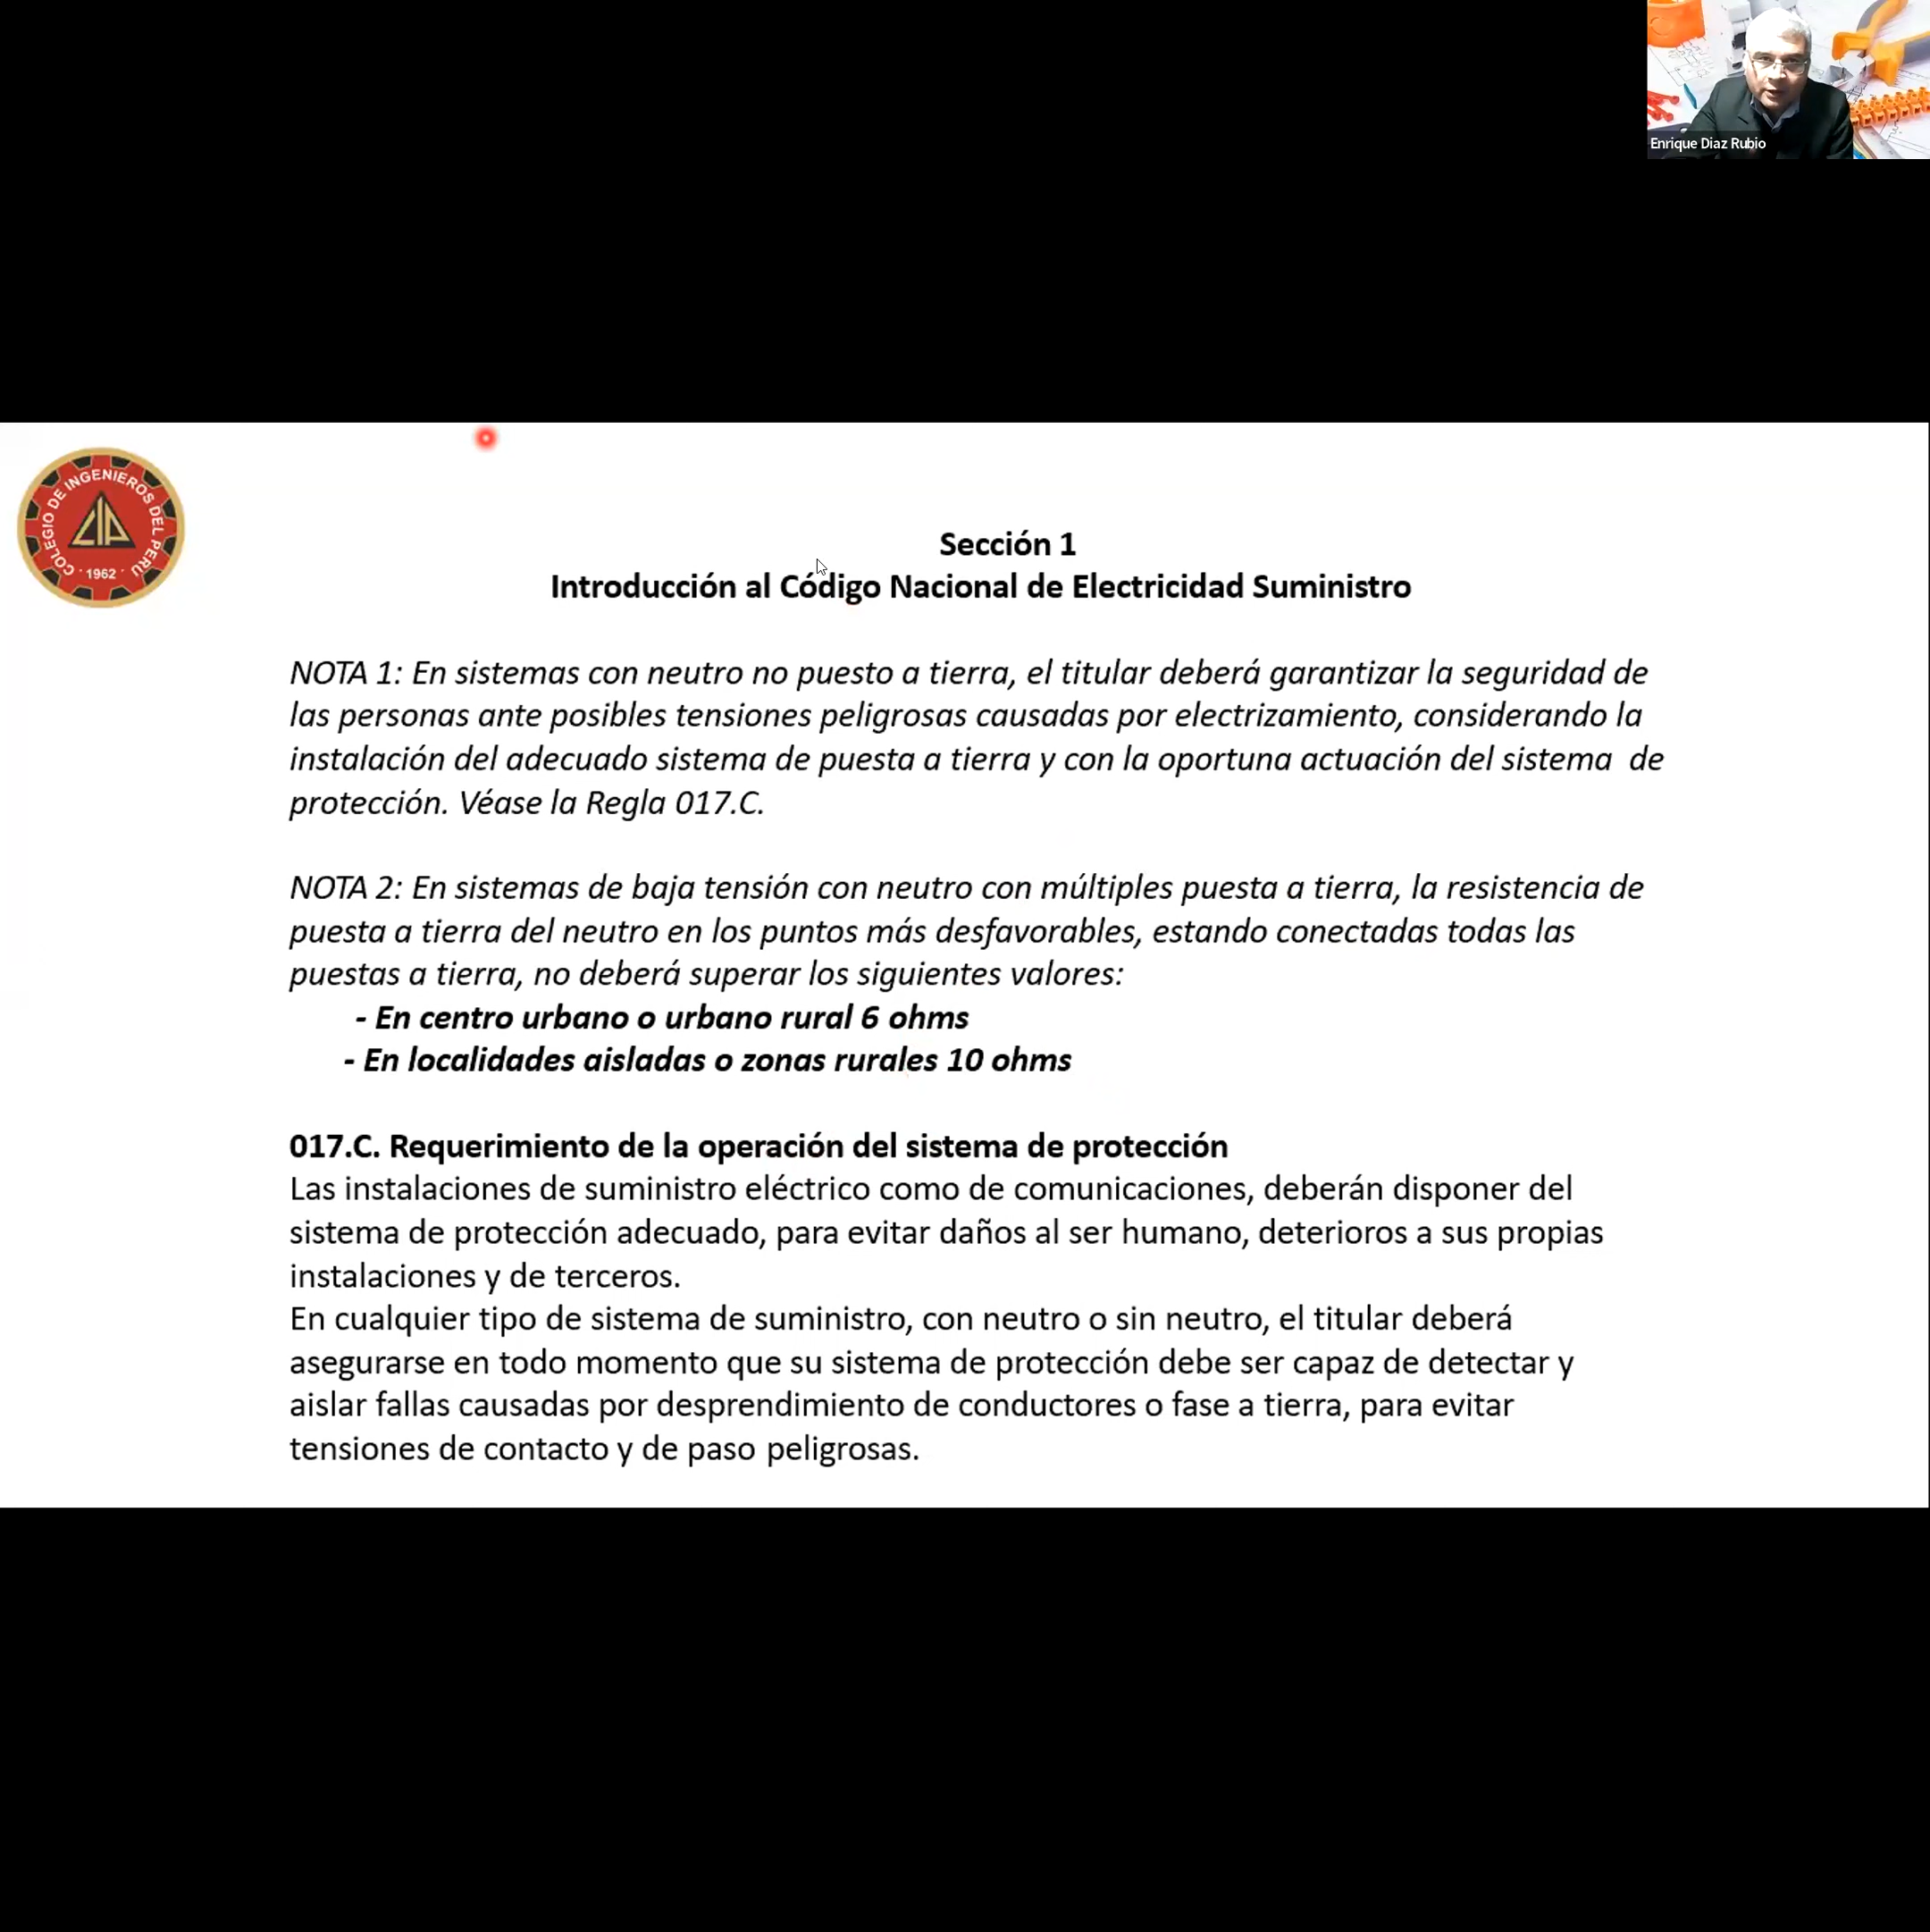 Enrique Diaz Rubio
COLEGIO DE INGENIEROS DEL PERÚ
· 1962 ·
CIP
Sección 1
Introducción al Código Nacional de Electricidad Suministro
NOTA 1: En sistemas con neutro no puesto a tierra, el titular deberá garantizar la seguridad de
las personas ante posibles tensiones peligrosas causadas por electrizamiento, considerando la
instalación del adecuado sistema de puesta a tierra y con la oportuna actuación del sistema de
protección. Véase la Regla 017.C.
NOTA 2: En sistemas de baja tensión con neutro con múltiples puesta a tierra, la resistencia de
puesta a tierra del neutro en los puntos más desfavorables, estando conectadas todas las
puestas a tierra, no deberá superar los siguientes valores:
- En centro urbano o urbano rural 6 ohms
- En localidades aisladas o zonas rurales 10 ohms
017.C. Requerimiento de la operación del sistema de protección
Las instalaciones de suministro eléctrico como de comunicaciones, deberán disponer del
sistema de protección adecuado, para evitar daños al ser humano, deterioros a sus propias
instalaciones y de terceros.
En cualquier tipo de sistema de suministro, con neutro o sin neutro, el titular deberá
asegurarse en todo momento que su sistema de protección debe ser capaz de detectar y
aislar fallas causadas por desprendimiento de conductores o fase a tierra, para evitar
tensiones de contacto y de paso peligrosas.